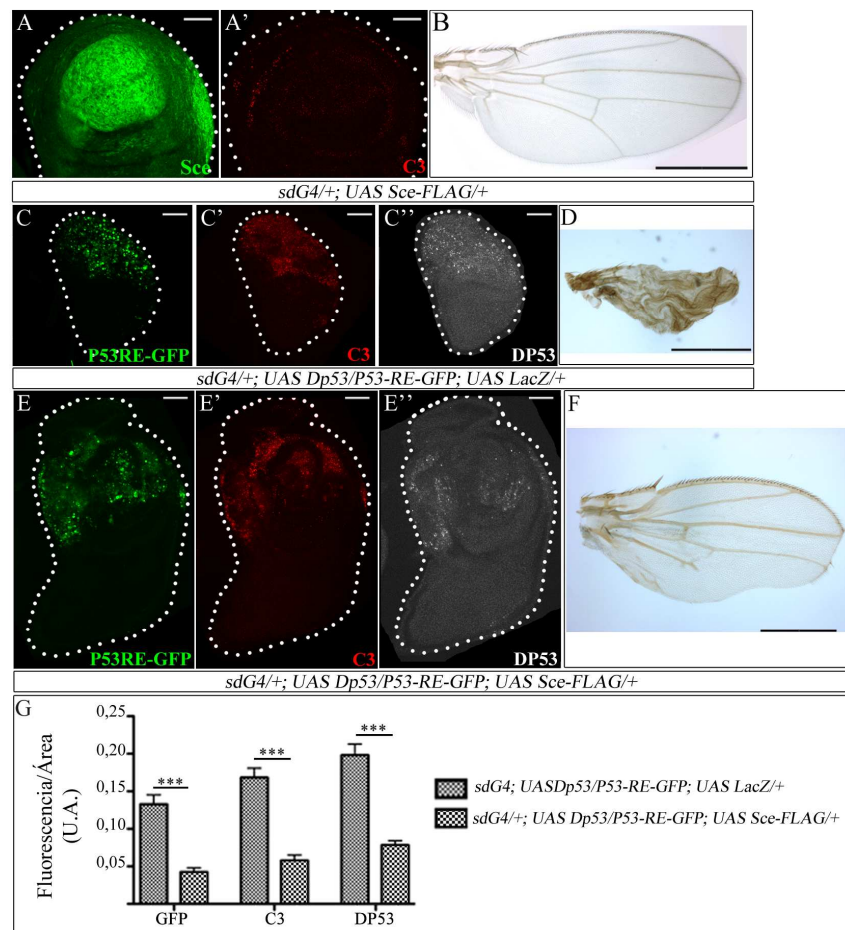 A
Sce
A’
C3
B
sdG4/+; UAS Sce-FLAG/+
C
P53RE-GFP
C’
C3
C’’
DP53
D
sdG4/+; UAS Dp53/P53-RE-GFP; UAS LacZ/+
E
P53RE-GFP
E’
C3
E’’
DP53
F
sdG4/+; UAS Dp53/P53-RE-GFP; UAS Sce-FLAG/+
G
Fluorescencia/Área
(U.A.)
0,25
0,20
0,15
0,10
0,05
***
***
***
GFP
C3
DP53
sdG4; UASDp53/P53-RE-GFP; UAS LacZ/+
sdG4/+; UAS Dp53/P53-RE-GFP; UAS Sce-FLAG/+